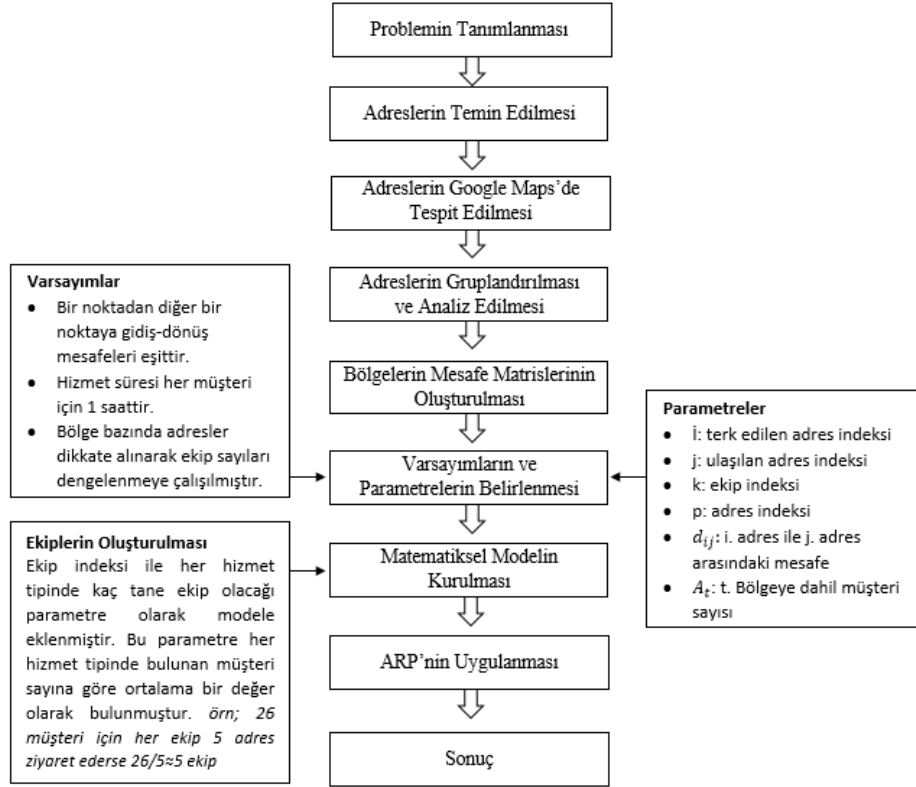 Problemin Tanımlanması
Adreslerin Temin Edilmesi
Adreslerin Google Maps’de
Tespit Edilmesi
Adreslerin Gruplandırılması
ve Analiz Edilmesi
Bölgelerin Mesafe Matrislerinin
Oluşturulması
Varsayımlar
• Bir noktadan diğer bir
noktaya gidiş-dönüş
mesafeleri eşittir.
• Hizmet süresi her müşteri
için 1 saattir.
• Bölge bazında adresler
dikkate alınarak ekip sayıları
dengelenmeye çalışılmıştır.
Varsayımların ve
Parametrelerin Belirlenmesi
Parametreler
• İ: terk edilen adres indeksi
• j: ulaşılan adres indeksi
• k: ekip indeksi
• p: adres indeksi
• d_ij: i. adres ile j. adres
arasındaki mesafe
• A_t: t. Bölgeye dahil müşteri
sayısı
Ekiplerin Oluşturulması
Ekip indeksi ile her hizmet
tipinde kaç tane ekip olacağı
parametre olarak modele
eklenmiştir. Bu parametre her
hizmet tipinde bulunan müşteri
sayına göre ortalama bir değer
olarak bulunmuştur. örn; 26
müşteri için her ekip 5 adres
ziyaret ederse 26/5≈5 ekip
Matematiksel Modelin
Kurulması
ARP’nin Uygulanması
Sonuç